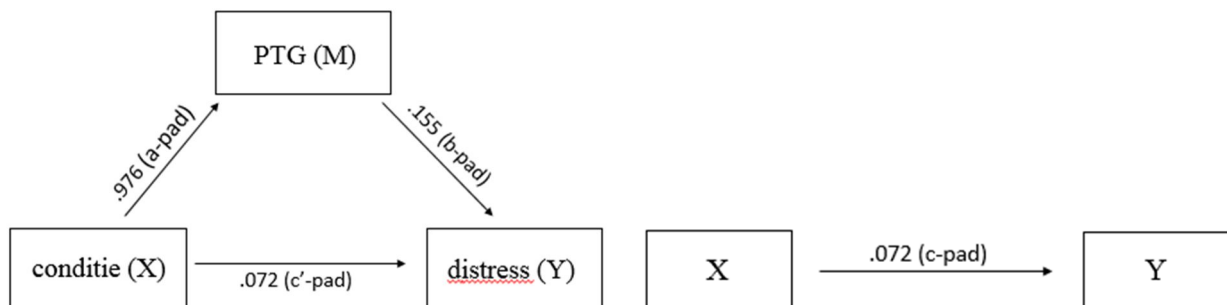 PTG (M)
.976 (a-pad)
.155 (b-pad)
conditie (X)
.072 (c’-pad)
distress (Y)
X
.072 (c-pad)
Y